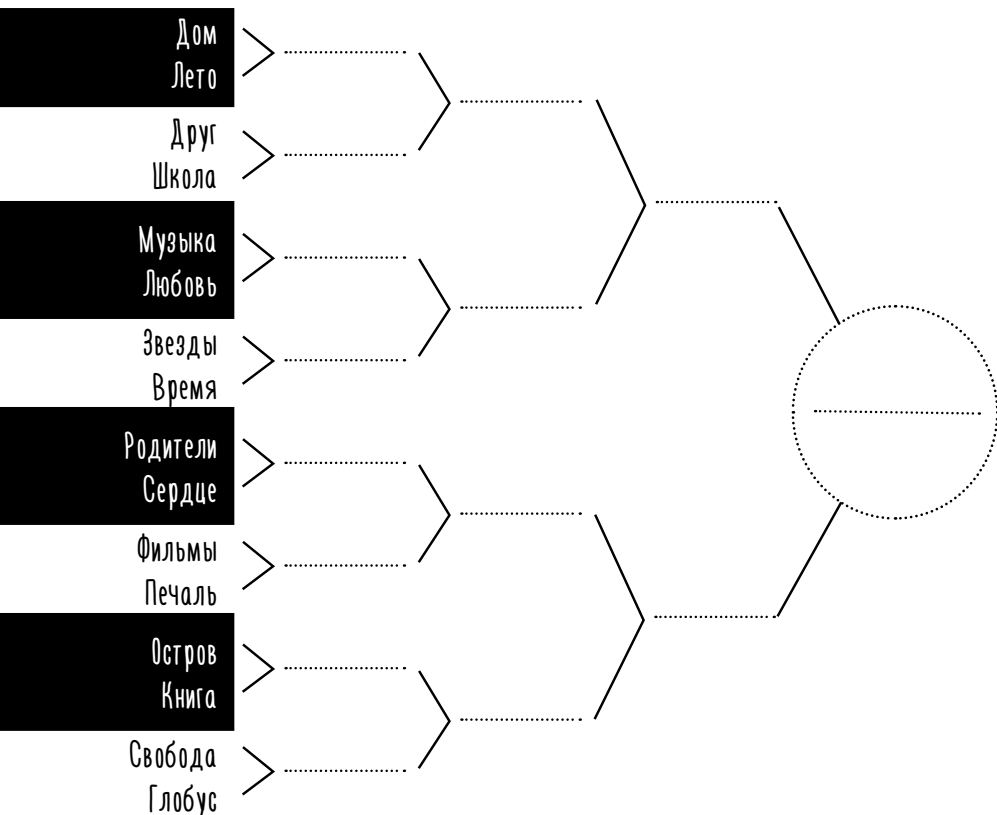 Дом
Лето
Друг
Школа
Музыка
Любовь
Звезды
Время
Родители
Сердце
Фильмы
Печаль
Остров
Книга
Свобода
Глобус